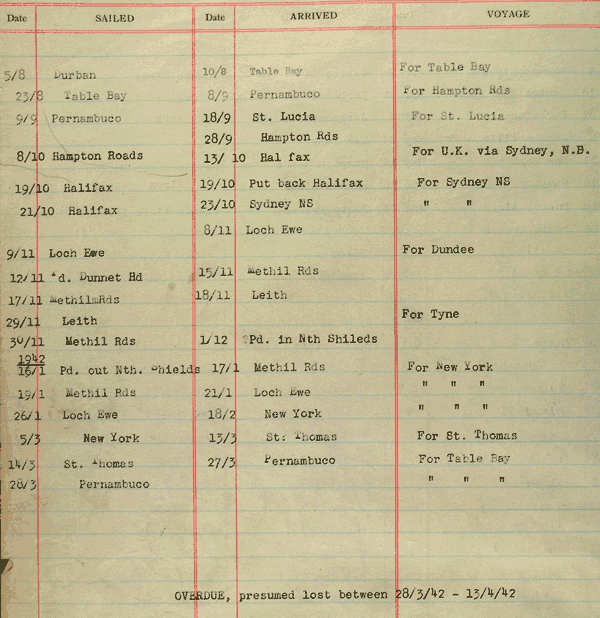 Date SAILED Date ARRIVED VOYAGE
5/8 Durban 10/8 Table Bay For Table Bay
23/8 Table Bay 8/9 Pernambuco For Hampton Rds
9/9 Pernambuco 18/9 St. Lucia For St. Lucia
28/9 Hampton Rds
8/10 Hampton Roads 13/ 10 Hal fax For U.K. via Sydney, N.B.
19/10 Halifax 19/10 Put back Halifax For Sydney NS
21/10 Halifax 23/10 Sydney NS " "
8/11 Loch Ewe
9/11 Loch Ewe For Dundee
12/11 "d. Dunnet Hd 15/11 Methil Rds
17/11 Methil Rds 18/11 Leith
29/11 Leith For Tyne
30/11 Methil Rds 1/12 Pd. in Nth Shileds
1942
16/1 Pd. out Nth. Shields 17/1 Methil Rds For New York
19/1 Methil Rds 21/1 Loch Ewe " " "
26/1 Loch Ewe 18/2 New York " " "
5/3 New York 13/3 St. Thomas For St. Thomas
14/3 St. Thomas 27/3 Pernambuco For Table Bay
28/3 Pernambuco " " "
OVERDUE, presumed lost between 28/3/42 - 13/4/42